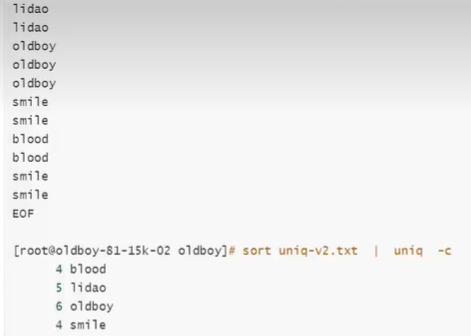 lidao
lidao
oldboy
oldboy
oldboy
smile
smile
blood
blood
smile
smile
EOF
[root@oldboy-81-15k-02 oldboy]# sort uniq-v2.txt | uniq -c
4 blood
5 lidao
6 oldboy
4 smile